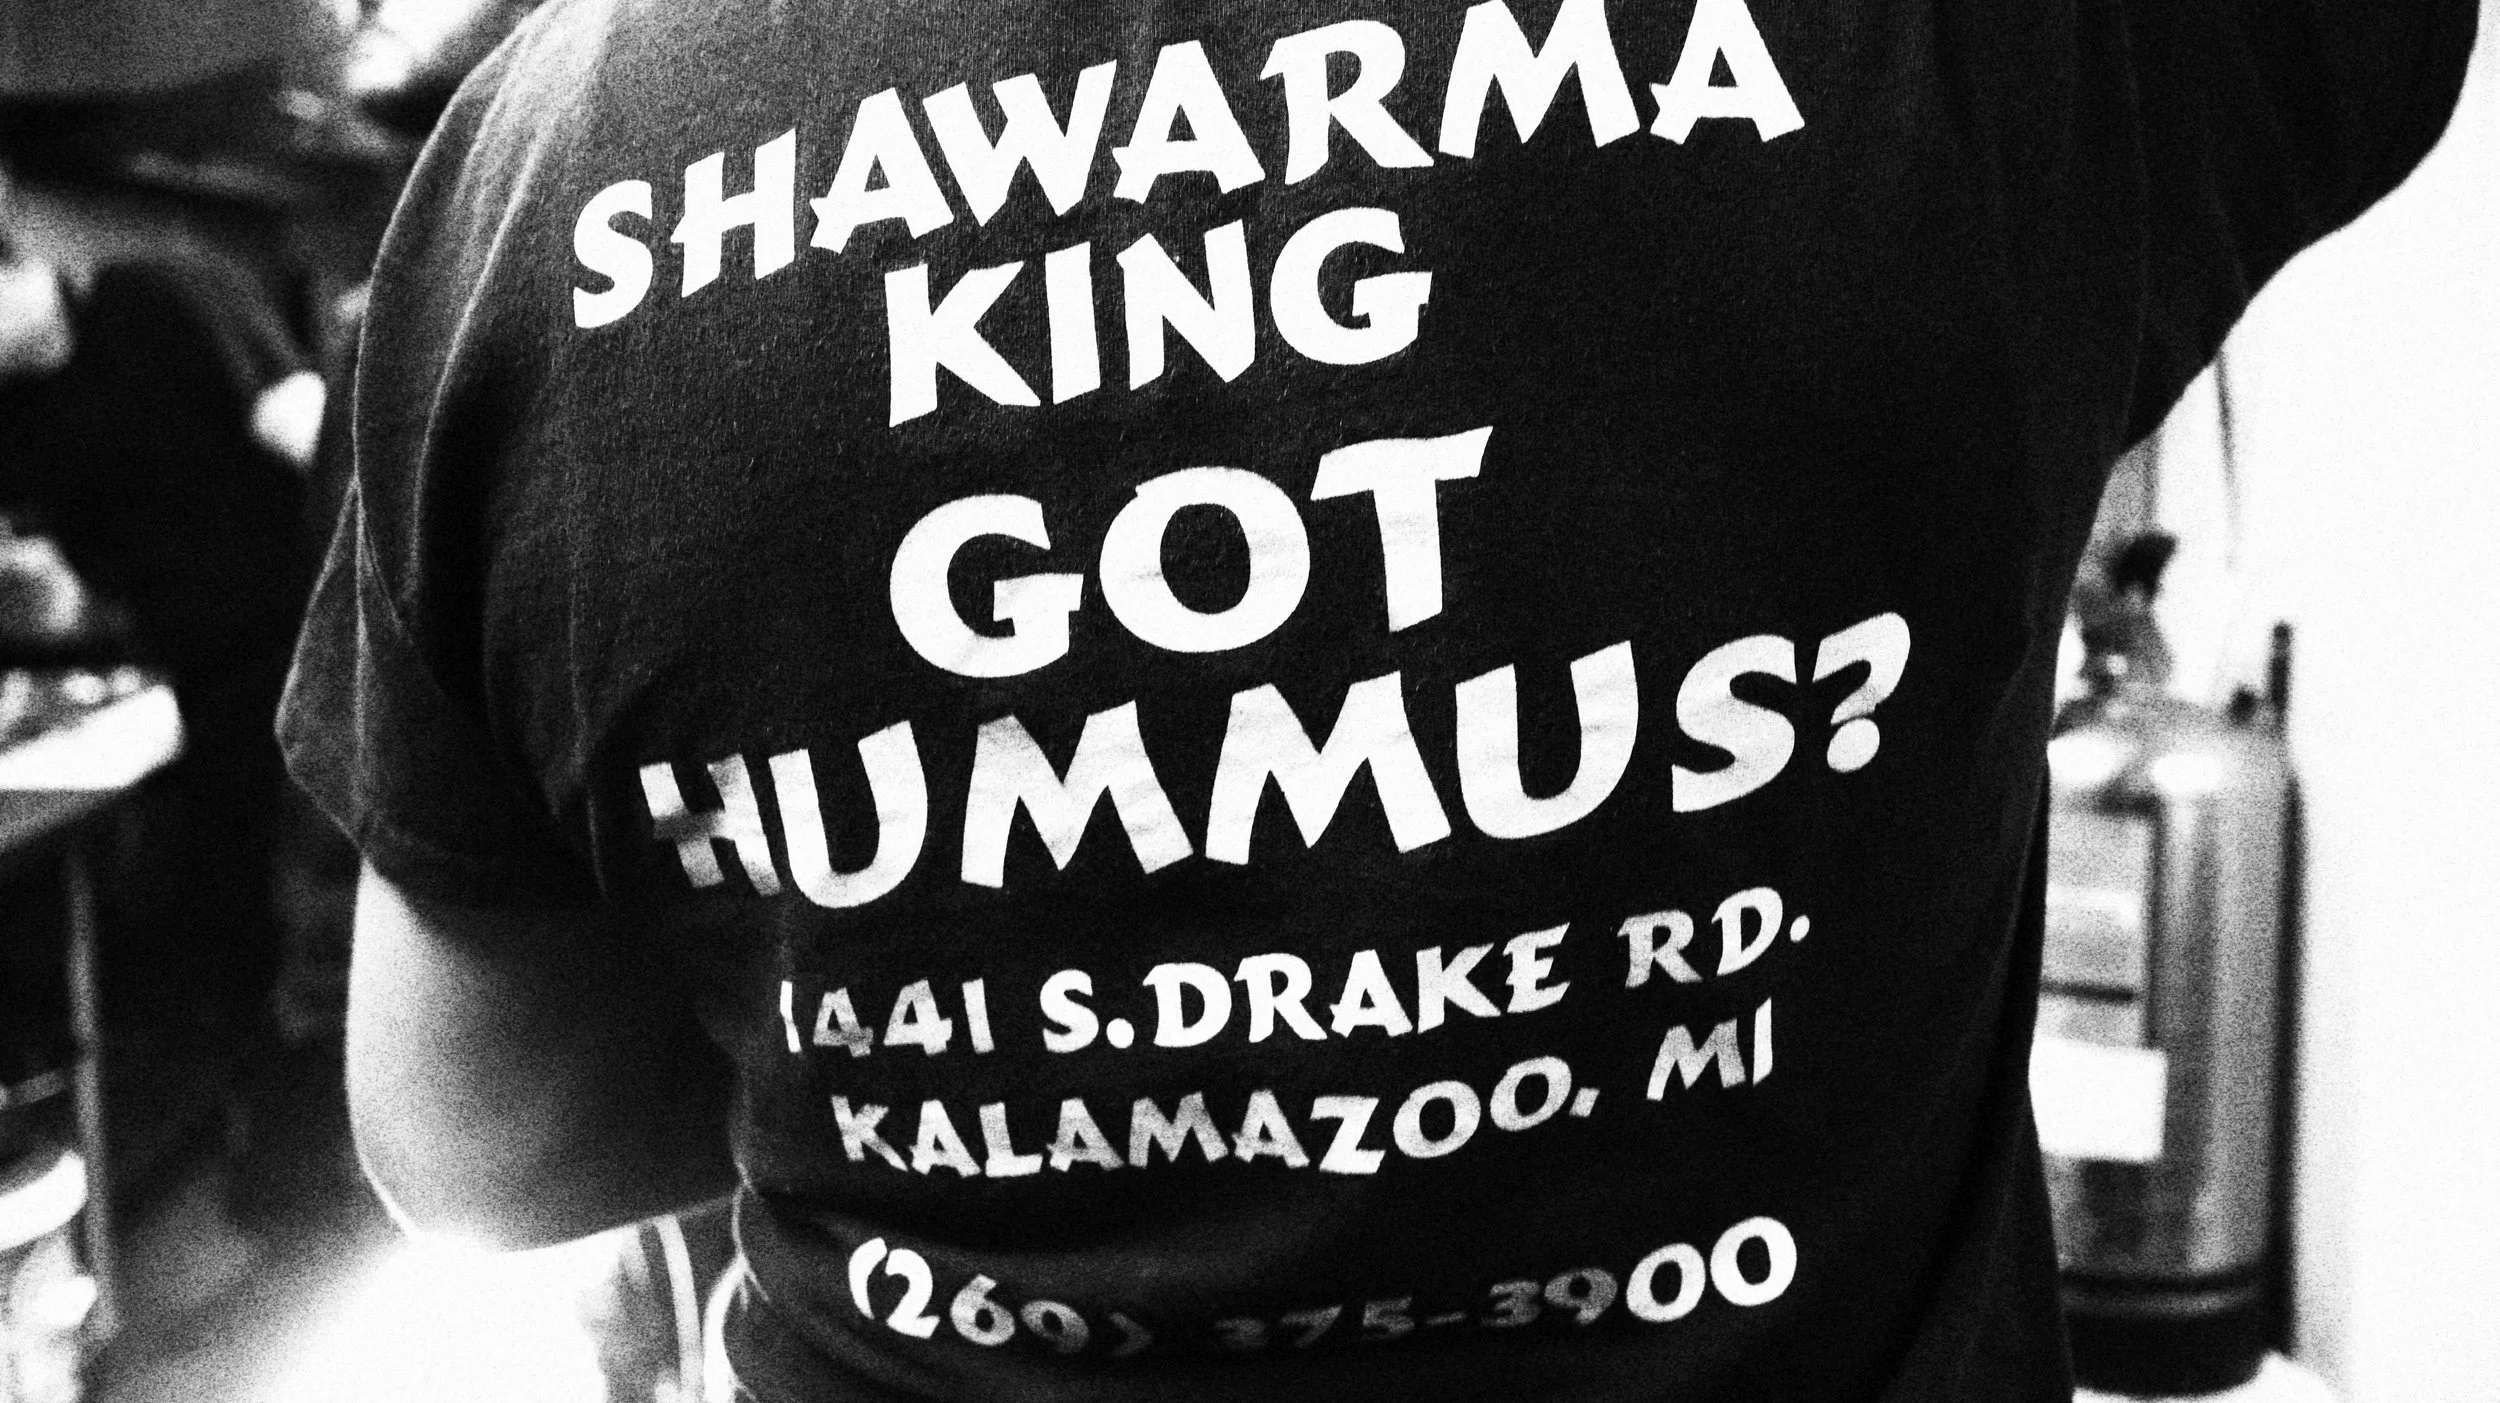 SHAWARMA
KING
GOT
HUMMUS?
1441 S. DRAKE RD.
KALAMAZOO, MI
(269) 375-3900